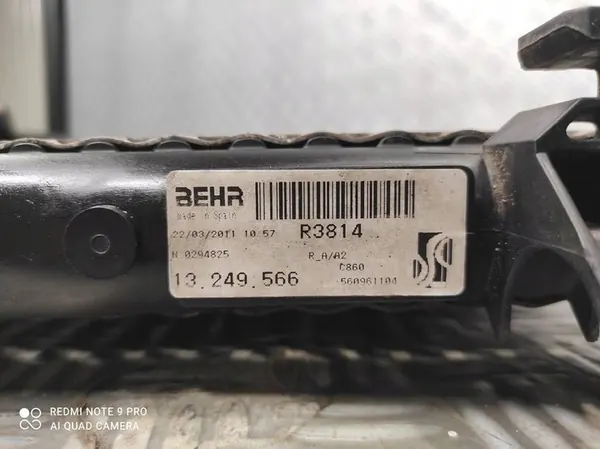 BEHR
made in Spain
22/03/2011 10 57 R3814
N 0294825 R_A/A2
C860
13.249.566 560961104
REDMI NOTE 9 PRO
AI QUAD CAMERA